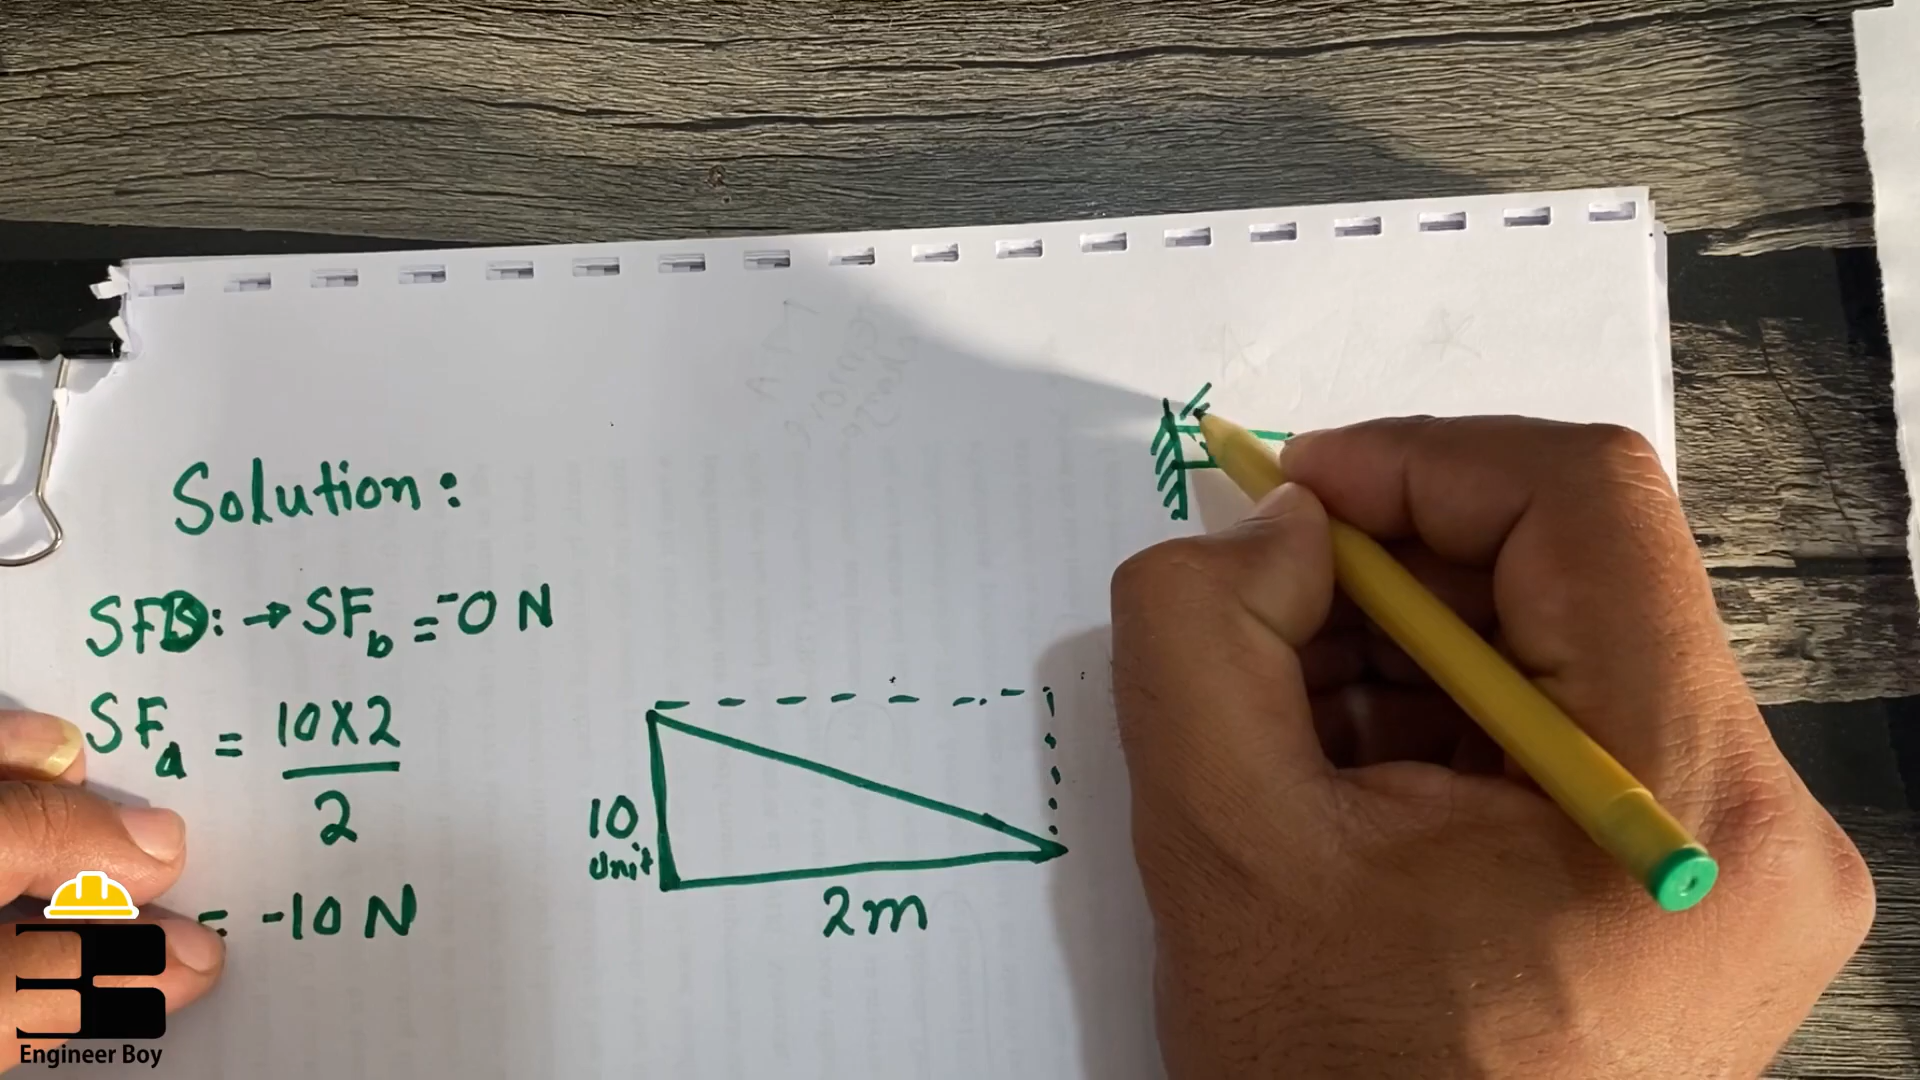 Solution:
SFD: → SFb = -0 N
SFa = 10X2
2
= -10 N
10
Unit
2m
Engineer Boy